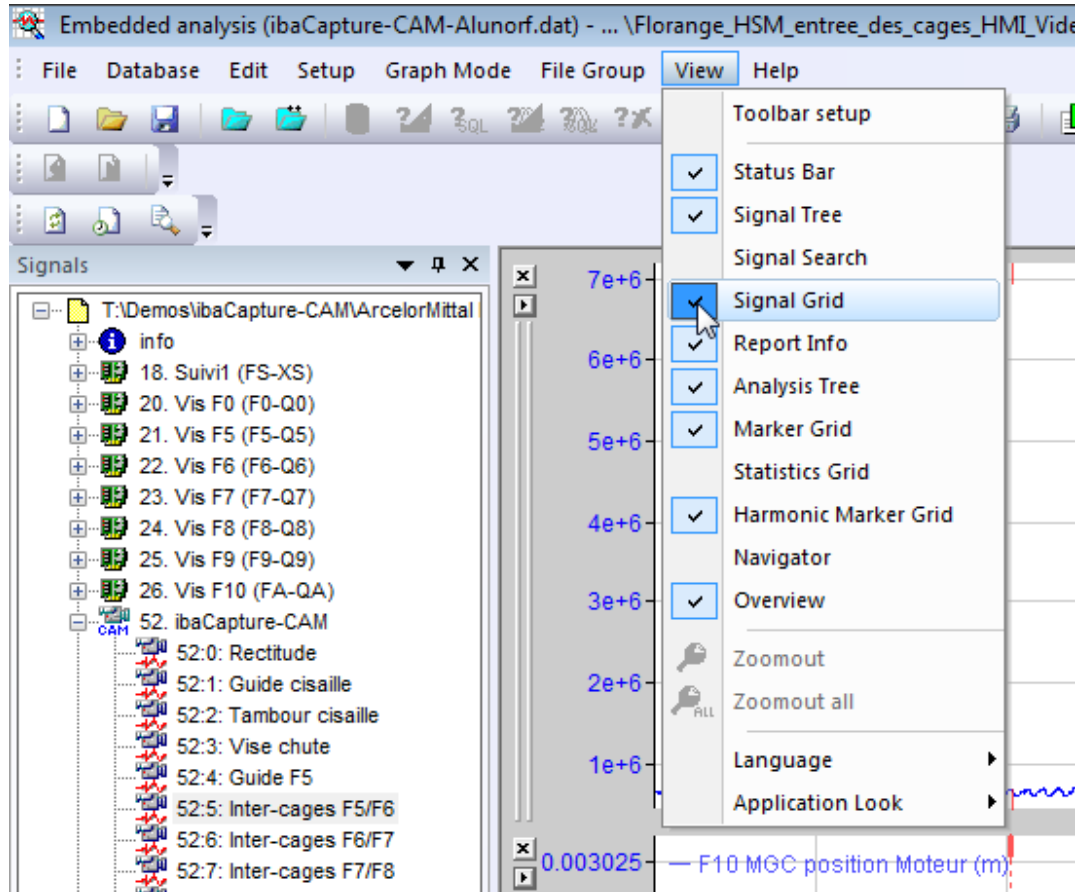 Embedded analysis (ibaCapture-CAM-Alunorf.dat) - ... \Florange_HSM_entree_des_cages_HMI_Vide
File Database Edit Setup Graph Mode File Group View Help
?SQL
Toolbar setup
Status Bar
Signal Tree
Signal Search
Signal Grid
Report Info
Analysis Tree
Marker Grid
Statistics Grid
Harmonic Marker Grid
Navigator
Overview
Zoomout
ALL
Zoomout all
Language
Application Look
Signals
T:\Demos\ibaCapture-CAM\ArcelorMittal
info
18. Suivi1 (FS-XS)
20. Vis F0 (F0-Q0)
21. Vis F5 (F5-Q5)
22. Vis F6 (F6-Q6)
23. Vis F7 (F7-Q7)
24. Vis F8 (F8-Q8)
25. Vis F9 (F9-Q9)
26. Vis F10 (FA-QA)
CAM 52. ibaCapture-CAM
52:0: Rectitude
52:1: Guide cisaille
52:2: Tambour cisaille
52:3: Vise chute
52:4: Guide F5
52:5: Inter-cages F5/F6
52:6: Inter-cages F6/F7
52:7: Inter-cages F7/F8
7e+6
6e+6
5e+6
4e+6
3e+6
2e+6
1e+6
0.003025
F10 MGC position Moteur (m)